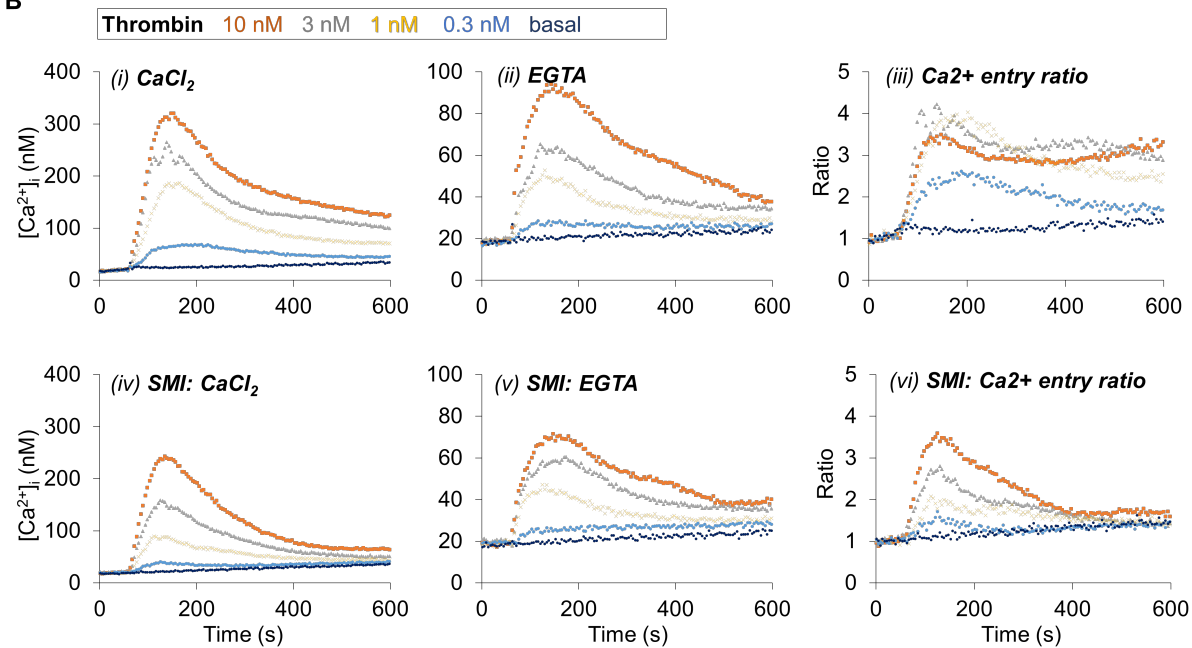 B
Thrombin 10 nM 3 nM 1 nM 0.3 nM basal
(i) CaCl2
[Ca2+]i (nM)
400
300
200
100
0
0 200 400 600
(ii) EGTA
100
80
60
40
20
0
0 200 400 600
(iii) Ca2+ entry ratio
Ratio
5
4
3
2
1
0
0 200 400 600
(iv) SMI: CaCl2
[Ca2+]i (nM)
400
300
200
100
0
0 200 400 600
Time (s)
(v) SMI: EGTA
100
80
60
40
20
0
0 200 400 600
Time (s)
(vi) SMI: Ca2+ entry ratio
Ratio
5
4
3
2
1
0
0 200 400 600
Time (s)